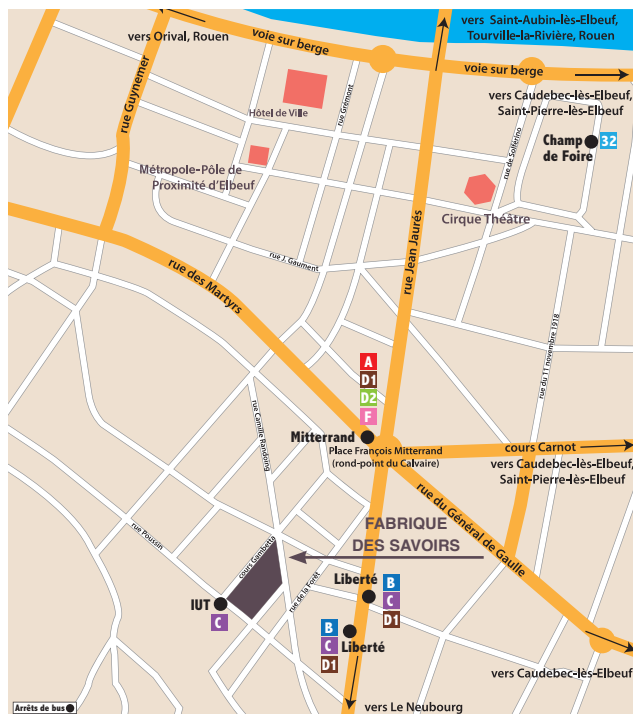 vers Saint-Aubin-lès-Elbeuf,
Tourville-la-Rivière, Rouen
vers Orival, Rouen
voie sur berge
voie sur berge
vers Caudebec-lès-Elbeuf,
Saint-Pierre-lès-Elbeuf
rue Guynemer
Hôtel de Ville
rue Grémont
rue de Solférino
Champ
de Foire
32
Métropole-Pôle de
Proximité d'Elbeuf
Cirque Théâtre
rue Jean Jaurés
rue J. Gaument
rue des Martyrs
rue du 11 novembre 1918
A
D1
D2
F
Mitterrand
Place François Mitterrand
(rond-point du Calvaire)
cours Carnot
vers Caudebec-lès-Elbeuf,
Saint-Pierre-lès-Elbeuf
rue Camille Randoing
rue du Général de Gaulle
FABRIQUE
DES SAVOIRS
rue Poussin
cours Gambetta
rue de la Forêt
IUT
C
Liberté
B
C
D1
B
C
D1
Liberté
vers Caudebec-lès-Elbeuf
vers Le Neubourg
Arrêts de bus